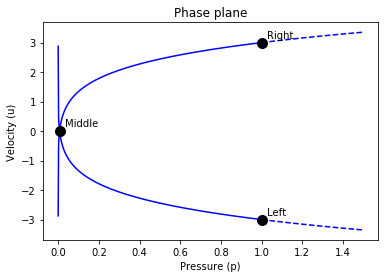 Phase plane
Velocity (u)
3
2
1
0
−1
−2
−3
Right
Middle
Left
0.0 0.2 0.4 0.6 0.8 1.0 1.2 1.4
Pressure (p)